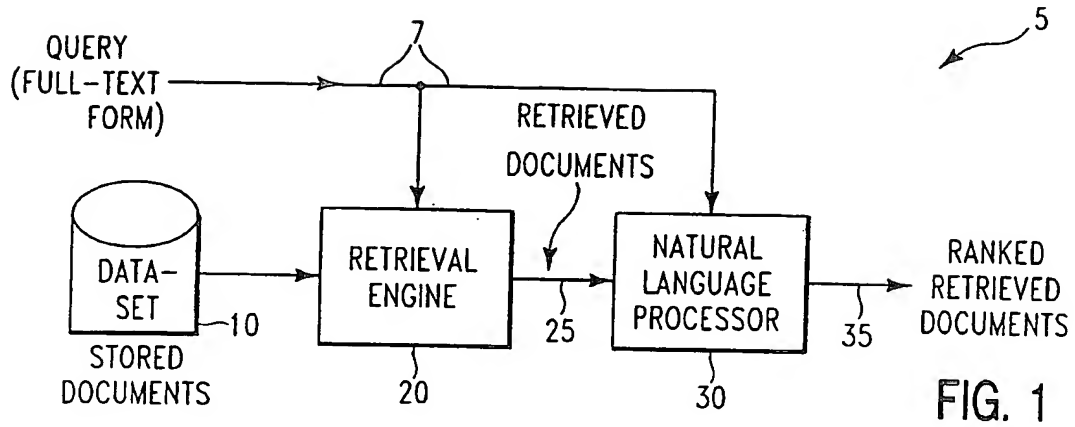 5
7
QUERY
(FULL-TEXT
FORM)
RETRIEVED
DOCUMENTS
DATA-
SET
10
STORED
DOCUMENTS
RETRIEVAL
ENGINE
20
25
NATURAL
LANGUAGE
PROCESSOR
30
35
RANKED
RETRIEVED
DOCUMENTS
FIG. 1